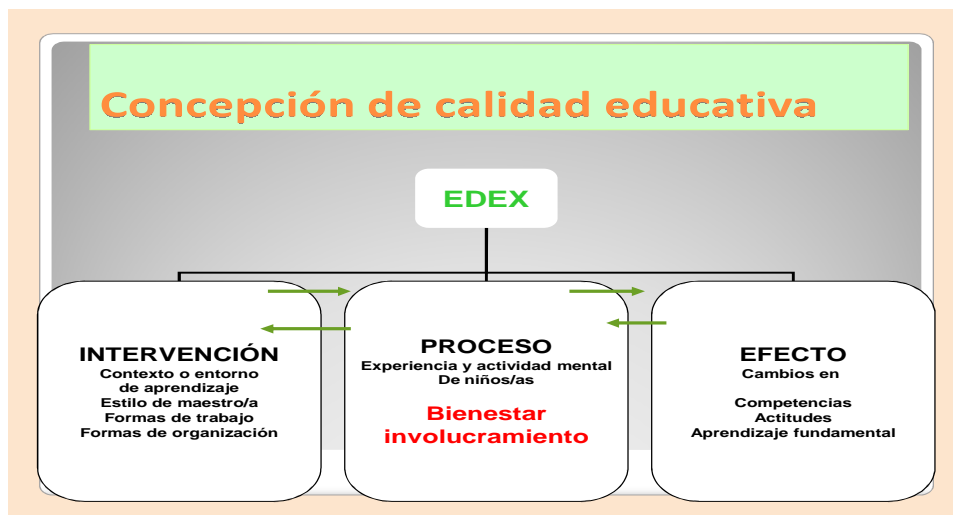 Concepción de calidad educativa
EDEX
INTERVENCIÓN
Contexto o entorno
de aprendizaje
Estilo de maestro/a
Formas de trabajo
Formas de organización
PROCESO
Experiencia y actividad mental
De niños/as
Bienestar
involucramiento
EFECTO
Cambios en
Competencias
Actitudes
Aprendizaje fundamental